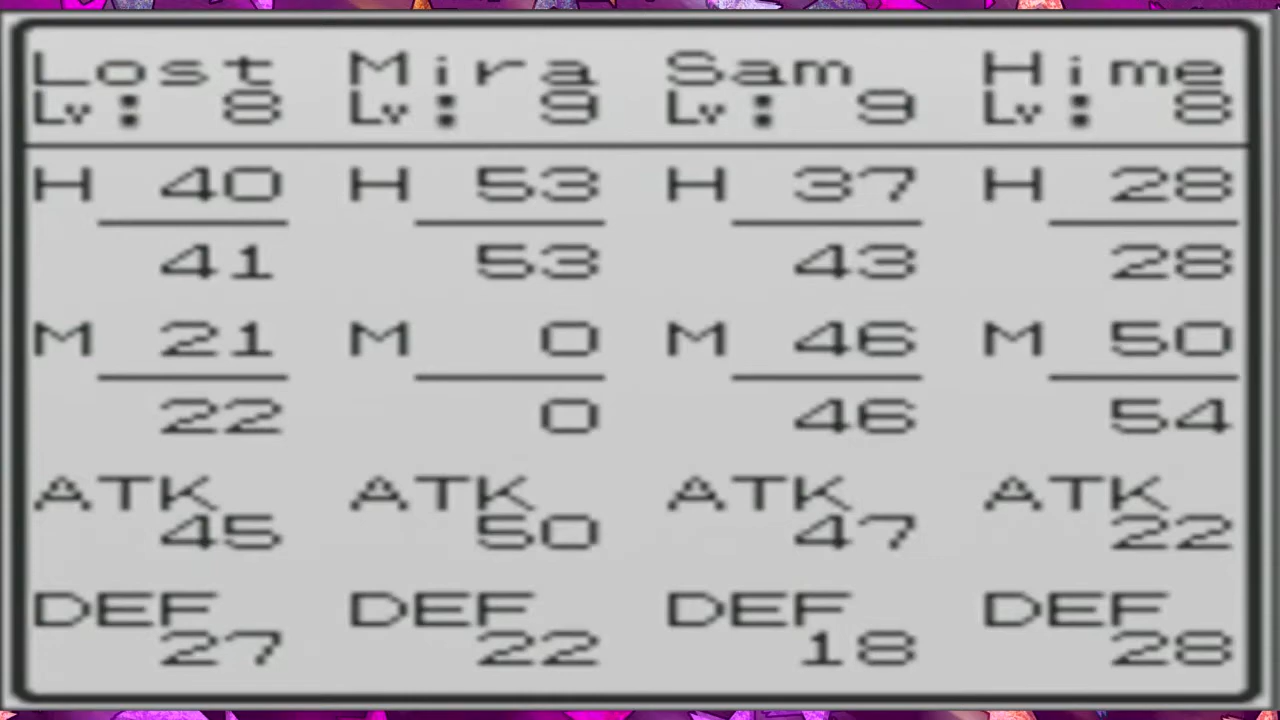 Lost Mira Sam Hime
Lv: 8 Lv: 9 Lv: 9 Lv: 8
H 40 H 53 H 37 H 28
41 53 43 28
M 21 M 0 M 46 M 50
22 0 46 54
ATK ATK ATK ATK
45 50 47 22
DEF DEF DEF DEF
27 22 18 28